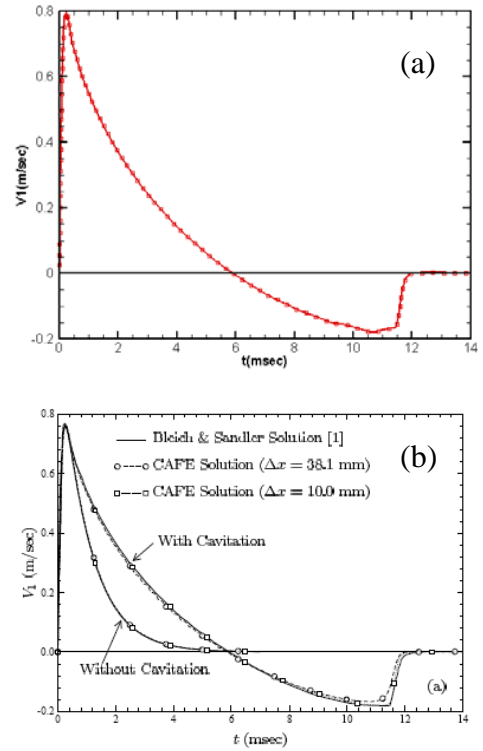 0.8
(a)
0.6
0.4
V1(m/sec)
0.2
0
-0.2
0 2 4 6 8 10 12 14
t(msec)
0.8
Bleich & Sandler Solution [1]
(b)
CAFE Solution (Δx = 38.1 mm)
0.6
CAFE Solution (Δx = 10.0 mm)
0.4
With Cavitation
V₁ (m/sec)
0.2
0.0
Without Cavitation
(a)
-0.2
0 2 4 6 8 10 12 14
t (msec)